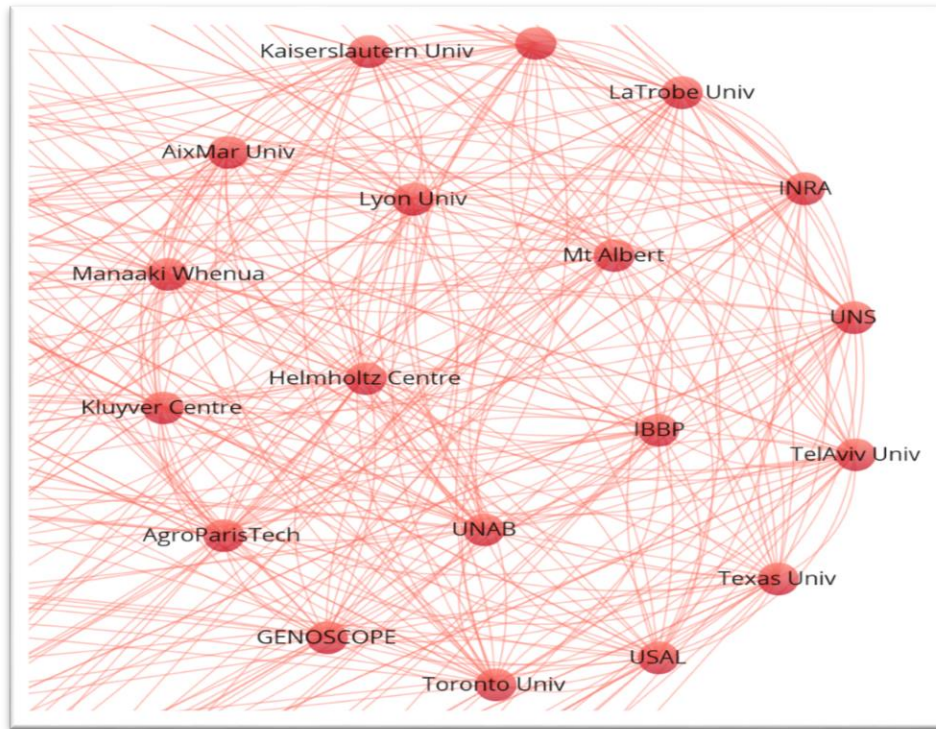 Kaiserslautern Univ
LaTrobe Univ
AixMar Univ
INRA
Lyon Univ
Mt Albert
Manaaki Whenua
UNS
Helmholtz Centre
Kluyver Centre
IBBP
TelAviv Univ
UNAB
AgroParisTech
Texas Univ
GENOSCOPE
USAL
Toronto Univ